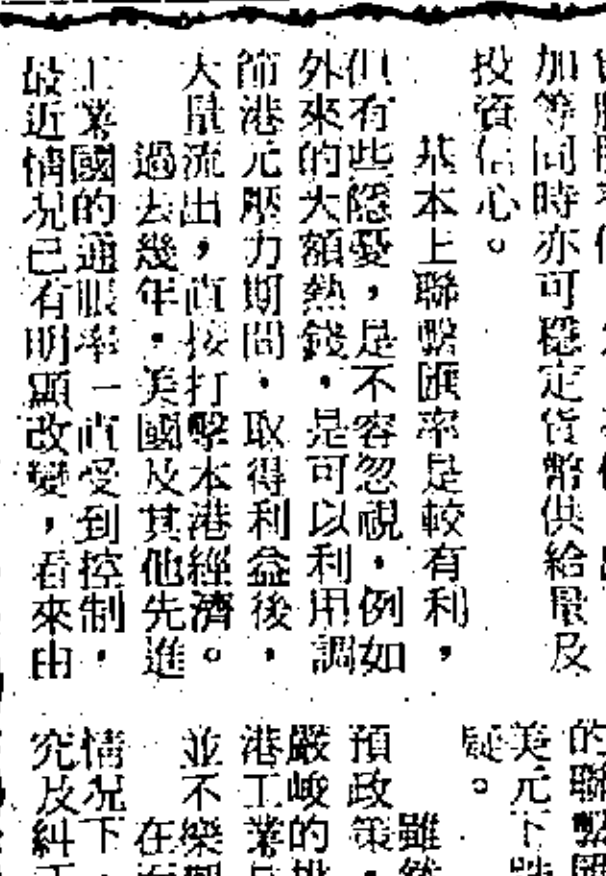 加等同時亦可穩定貨幣供給量及
投資信心。
基本上聯繫匯率是較有利，
但有些隱憂，是不容忽視，例如
外來的大額熱錢，是可以利用調
節港元壓力期間，取得利益後，
大量流出，直接打擊本港經濟。
過去幾年，美國及其他先進
工業國的通脹率一直受到控制，
最近情況已有明顯改變，看來由
的聯繫
美元下
疑。
雖然
預政策，
嚴峻的挑
港工業
並不樂觀
在
情況下
究及糾正